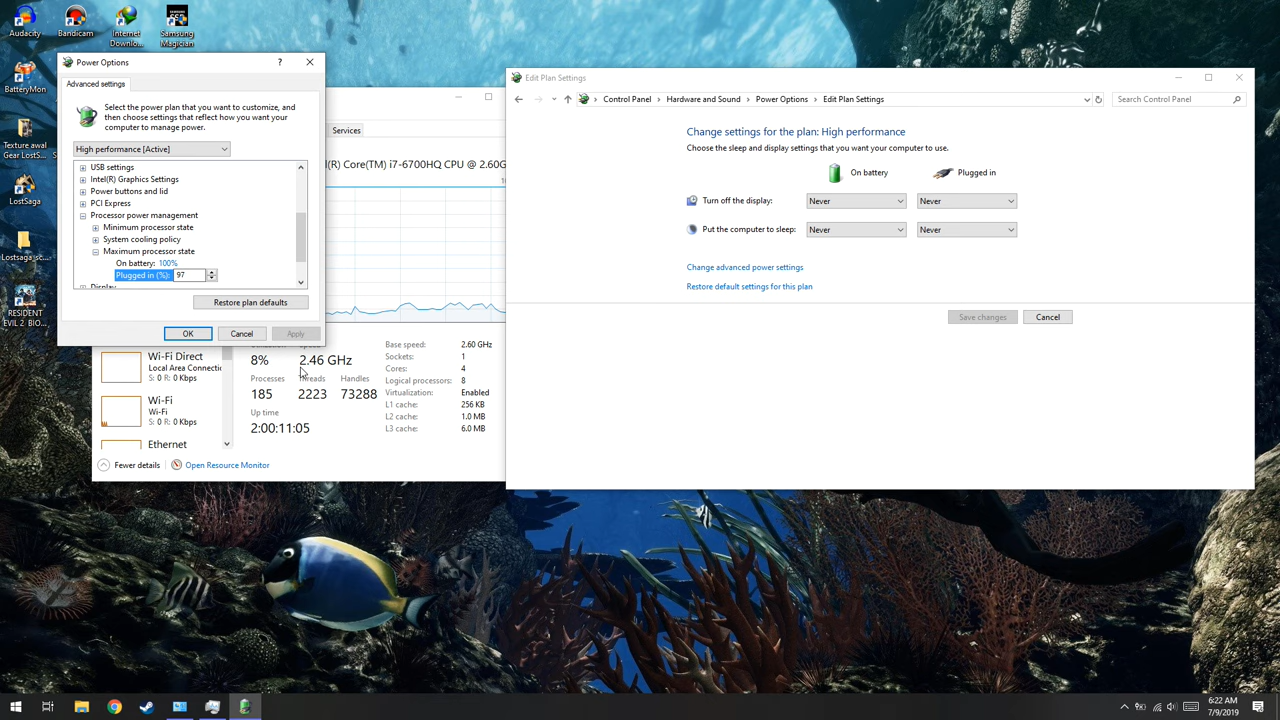 Audacity
Bandicam
Internet
Downlo...
Samsung
Magician
BatteryMon
Texture awal
Gear LostS...
LostSaga
Lostsaga_sc...
RESIDENT
EVIL 2 BIO...
Power Options
?
Advanced settings
Select the power plan that you want to customize, and
then choose settings that reflect how you want your
computer to manage power.
High performance [Active]
USB settings
Intel(R) Graphics Settings
Power buttons and lid
PCI Express
Processor power management
Minimum processor state
System cooling policy
Maximum processor state
On battery: 100%
Plugged in (%): 97
Display
Restore plan defaults
OK
Cancel
Apply
Services
l(R) Core(TM) i7-6700HQ CPU @ 2.60G
8%
2.46 GHz
Processes
Threads
Handles
185
2223
73288
Up time
2:00:11:05
Base speed: 2.60 GHz
Sockets: 1
Cores: 4
Logical processors: 8
Virtualization: Enabled
L1 cache: 256 KB
L2 cache: 1.0 MB
L3 cache: 6.0 MB
Wi-Fi Direct
Local Area Connectio
S: 0 R: 0 Kbps
Wi-Fi
Wi-Fi
S: 0 R: 0 Kbps
Ethernet
Fewer details
Open Resource Monitor
Edit Plan Settings
Control Panel > Hardware and Sound > Power Options > Edit Plan Settings
Search Control Panel
Change settings for the plan: High performance
Choose the sleep and display settings that you want your computer to use.
On battery
Plugged in
Turn off the display: Never Never
Put the computer to sleep: Never Never
Change advanced power settings
Restore default settings for this plan
Save changes
Cancel
6:22 AM
7/9/2019